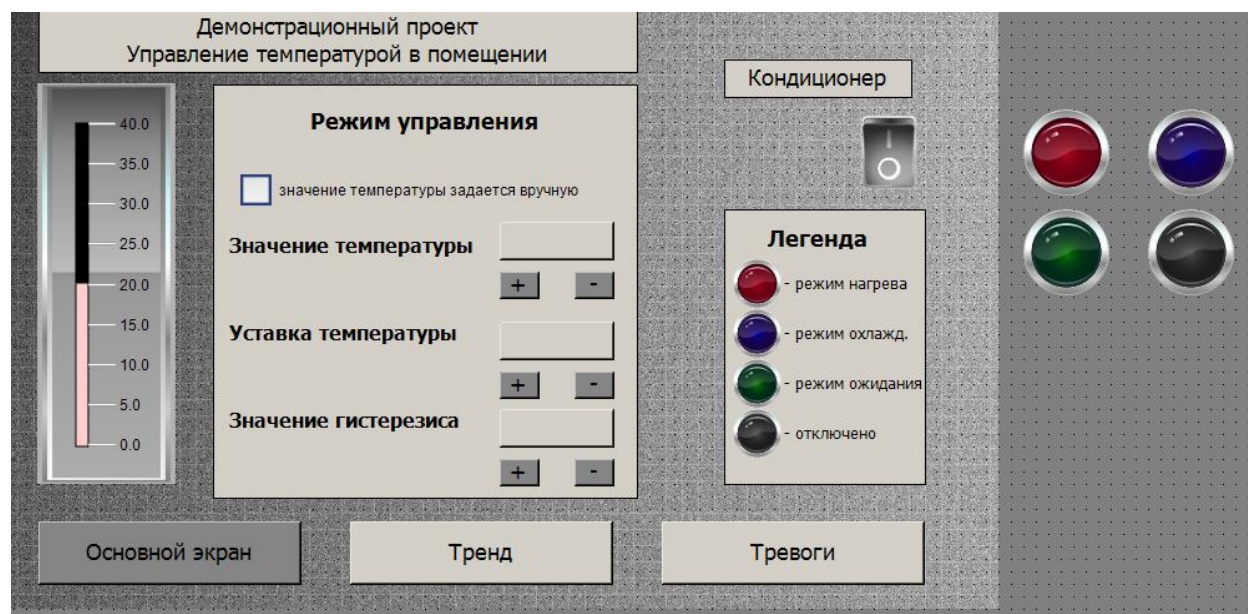 Демонстрационный проект
Управление температурой в помещении
Кондиционер
40.0
35.0
30.0
25.0
20.0
15.0
10.0
5.0
0.0
Режим управления
значение температуры задается вручную
Значение температуры
+ -
Уставка температуры
+ -
Значение гистерезиса
+ -
Легенда
- режим нагрева
- режим охлажд.
- режим ожидания
- отключено
Основной экран
Тренд
Тревоги